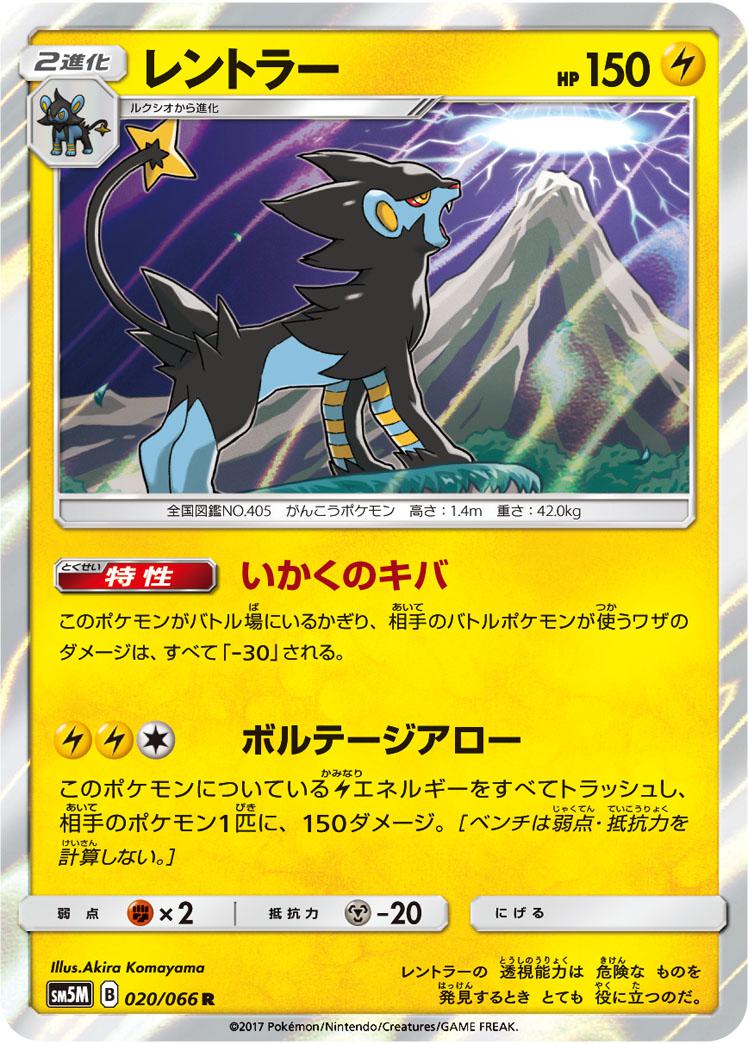 2進化 レントラー HP 150
ルクシオから進化
全国図鑑NO.405 がんこうポケモン 高さ:1.4m 重さ:42.0kg
とくせい
特性 いかくのキバ
このポケモンがバトル場にいるかぎり、相手のバトルポケモンが使うワザの
ダメージは、すべて「-30」される。
ボルテージアロー
このポケモンについているエネルギーをすべてトラッシュし、
相手のポケモン1匹に、150ダメージ。[ベンチは弱点・抵抗力を
計算しない。]
弱点 ×2 抵抗力 -20 にげる
Illus.Akira Komayama
SM5M B 020/066 R
レントラーの 透視能力は 危険な ものを
発見するとき とても 役に立つのだ。
©2017 Pokémon/Nintendo/Creatures/GAME FREAK.